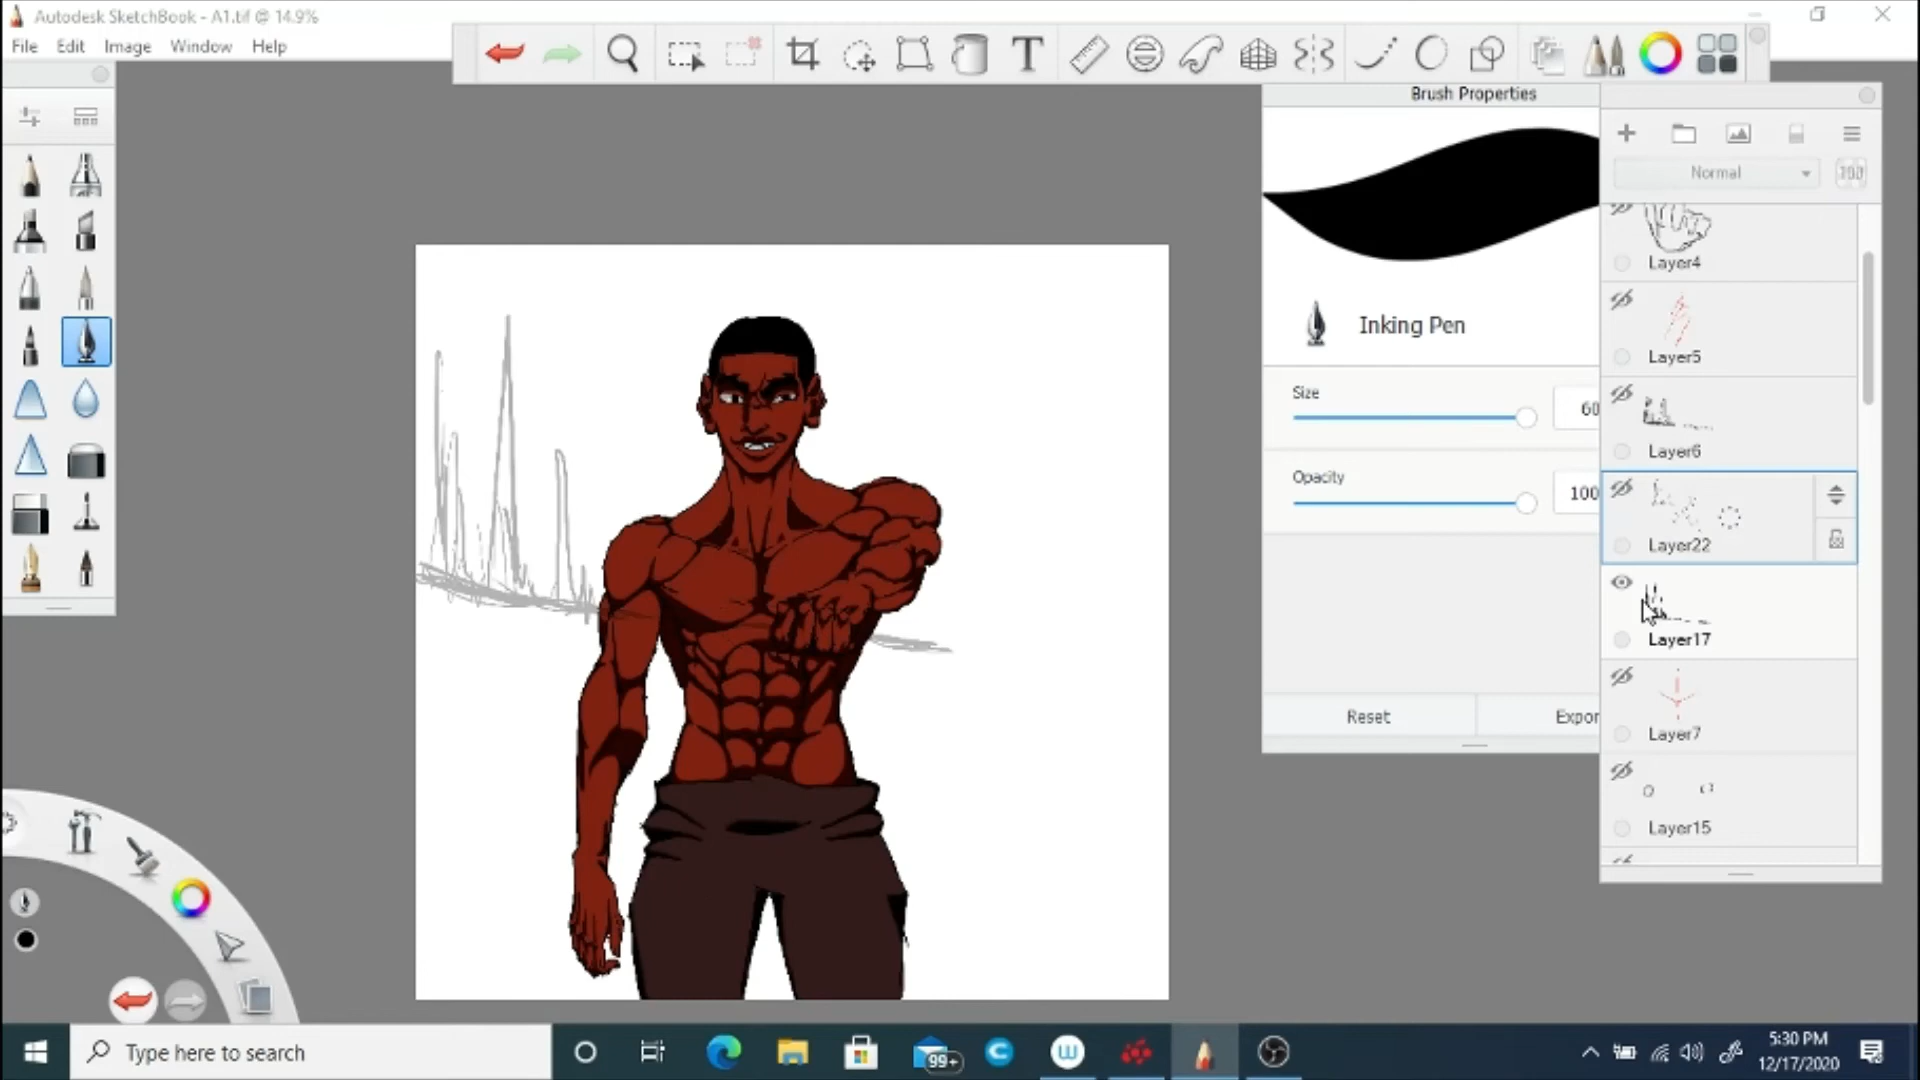 Autodesk SketchBook - A1.tif @ 14.9%
File Edit Image Window Help
T
Brush Properties
Normal
100
Layer4
Inking Pen
Layer5
Size
60
Layer6
Opacity
100
Layer22
Layer17
Reset
Expor
Layer7
Layer15
Type here to search
99+
5:30 PM
12/17/2020